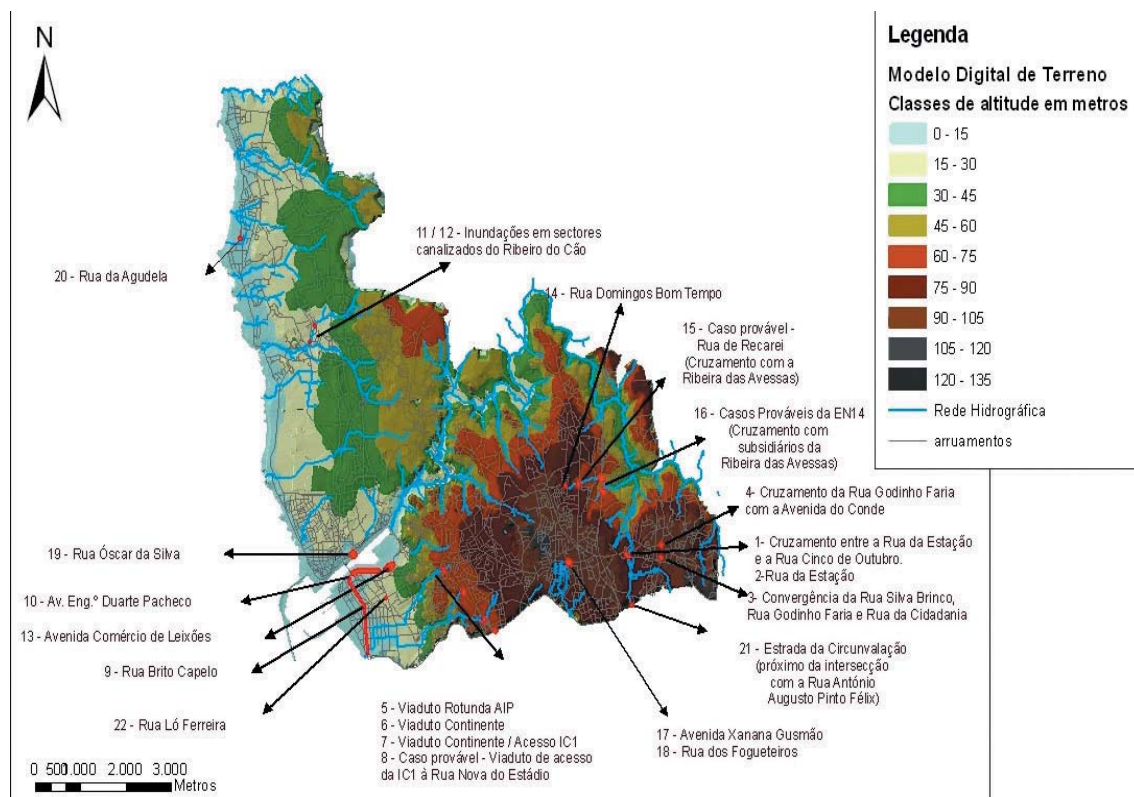 N
Legenda
Modelo Digital de Terreno
Classes de altitude em metros
0 - 15
15 - 30
30 - 45
45 - 60
60 - 75
75 - 90
90 - 105
105 - 120
120 - 135
Rede Hidrográfica
arruamentos
11 / 12 - Inundações em sectores
canalizados do Ribeiro do Cão
20 - Rua da Agudela
14 - Rua Domingos Bom Tempo
15 - Caso provável -
Rua de Recarei
(Cruzamento com a
Ribeira das Avessas)
16 - Casos Prováveis da EN14
(Cruzamento com
subsidiários da
Ribeira das Avessas)
4- Cruzamento da Rua Godinho Faria
com a Avenida do Conde
1- Cruzamento entre a Rua da Estação
e a Rua Cinco de Outubro.
2-Rua da Estação
3- Convergência da Rua Silva Brinco,
Rua Godinho Faria e Rua da Cidadania
21 - Estrada da Circunvalação
(próximo da intersecção
com a Rua António
Augusto Pinto Félix)
19 - Rua Óscar da Silva
10 - Av. Eng.º Duarte Pacheco
13 - Avenida Comércio de Leixões
9 - Rua Brito Capelo
22 - Rua Ló Ferreira
5 - Viaduto Rotunda AIP
6 - Viaduto Continente
7 - Viaduto Continente / Acesso IC1
8 - Caso provável - Viaduto de acesso
da IC1 à Rua Nova do Estádio
17 - Avenida Xanana Gusmão
18 - Rua dos Fogueteiros
0 500 1.000 2.000 3.000
Metros